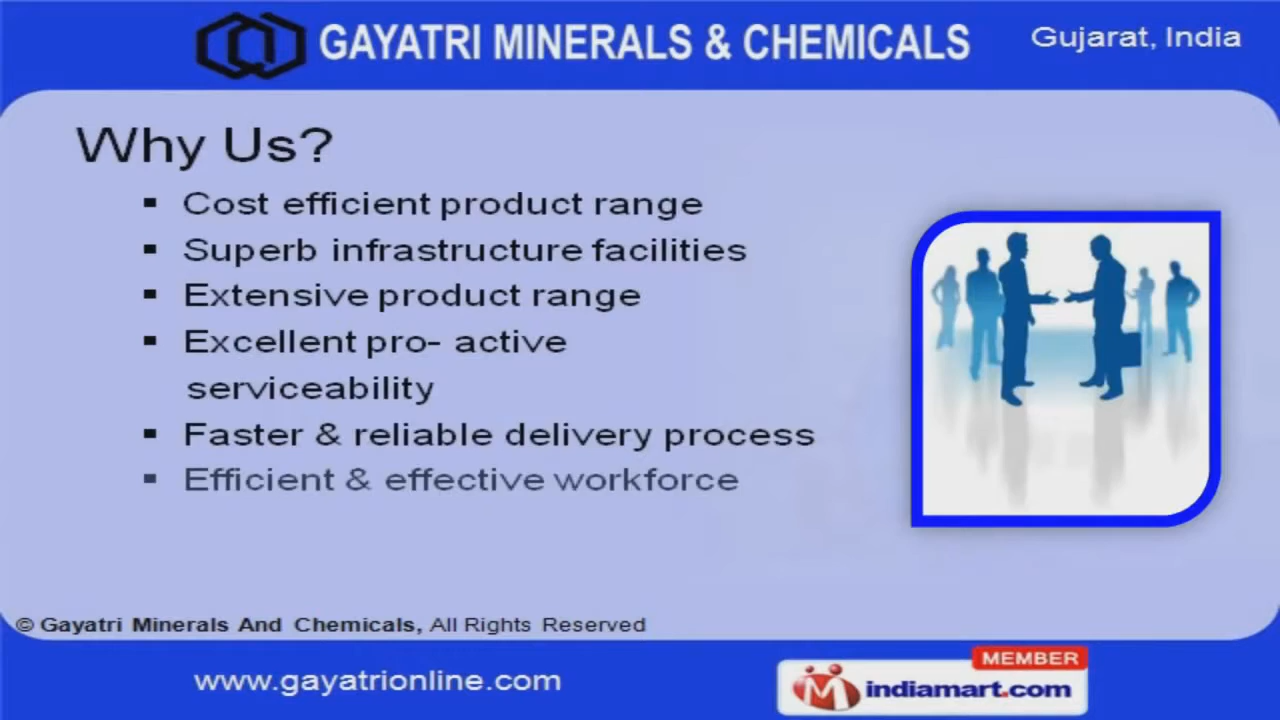 GAYATRI MINERALS & CHEMICALS
Gujarat, India
Why Us?
▪ Cost efficient product range
▪ Superb infrastructure facilities
▪ Extensive product range
▪ Excellent pro- active
serviceability
▪ Faster & reliable delivery process
▪ Efficient & effective workforce
© Gayatri Minerals And Chemicals, All Rights Reserved
www.gayatrionline.com
MEMBER
indiamart.com